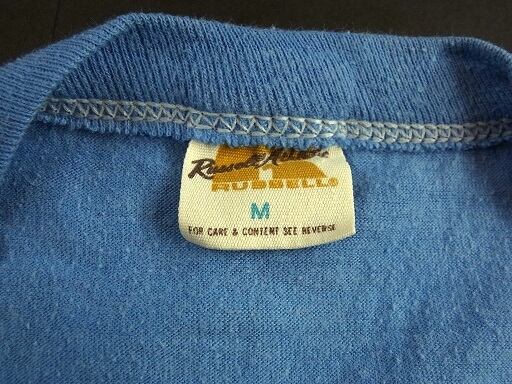 Russell Athletic
RUSSELL®
M
FOR CARE & CONTENT SEE REVERSE